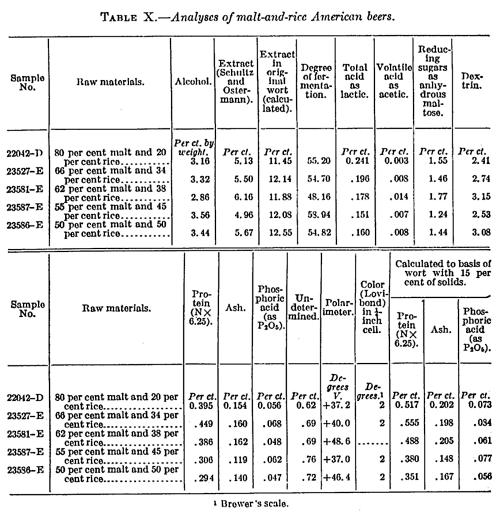 TABLE X.—Analyses of malt-and-rice American beers.
Sample No. Raw materials. Alcohol. Extract (Schultz and Ostermann). Extract in original wort (calculated). Degree of fermentation. Total acid as lactic. Volatile acid as acetic. Reducing sugars as anhydrous maltose. Dextrin.
Per ct. by weight. Per ct. Per ct. Per ct. Per ct. Per ct. Per ct.
22042-D 80 per cent malt and 20 per cent rice.......... 3.16 5.13 11.45 55.20 0.241 0.003 1.55 2.41
23527-E 66 per cent malt and 34 per cent rice.......... 3.32 5.50 12.14 54.70 .196 .008 1.46 2.74
23581-E 62 per cent malt and 38 per cent rice.......... 2.86 6.16 11.88 48.16 .178 .014 1.77 3.15
23587-E 55 per cent malt and 45 per cent rice.......... 3.56 4.96 12.08 58.94 .151 .007 1.24 2.53
23586-E 50 per cent malt and 50 per cent rice.......... 3.44 5.67 12.55 54.82 .160 .008 1.44 3.08
Calculated to basis of wort with 15 per cent of solids.
Sample No. Raw materials. Protein (N× 6.25). Ash. Phosphoric acid (as P2O5). Undetermined. Polarimeter. Color (Lovibond) in ¼-inch cell. Protein (N× 6.25). Ash. Phosphoric acid (as P2O5).
Per ct. Per ct. Per ct. Per ct. Degrees V. Degrees.¹ Per ct. Per ct. Per ct.
22042-D 80 per cent malt and 20 per cent rice.......... 0.395 0.154 0.056 0.62 +37.2 2 0.517 0.202 0.073
23527-E 66 per cent malt and 34 per cent rice.......... .449 .160 .068 .69 +40.0 2 .555 .198 .084
23581-E 62 per cent malt and 38 per cent rice.......... .386 .162 .048 .69 +48.6 ....... .488 .205 .061
23587-E 55 per cent malt and 45 per cent rice.......... .306 .119 .062 .76 +37.0 2 .380 .148 .077
23586-E 50 per cent malt and 50 per cent rice.......... .294 .140 .047 .72 +46.4 2 .351 .167 .056
¹ Brewer's scale.